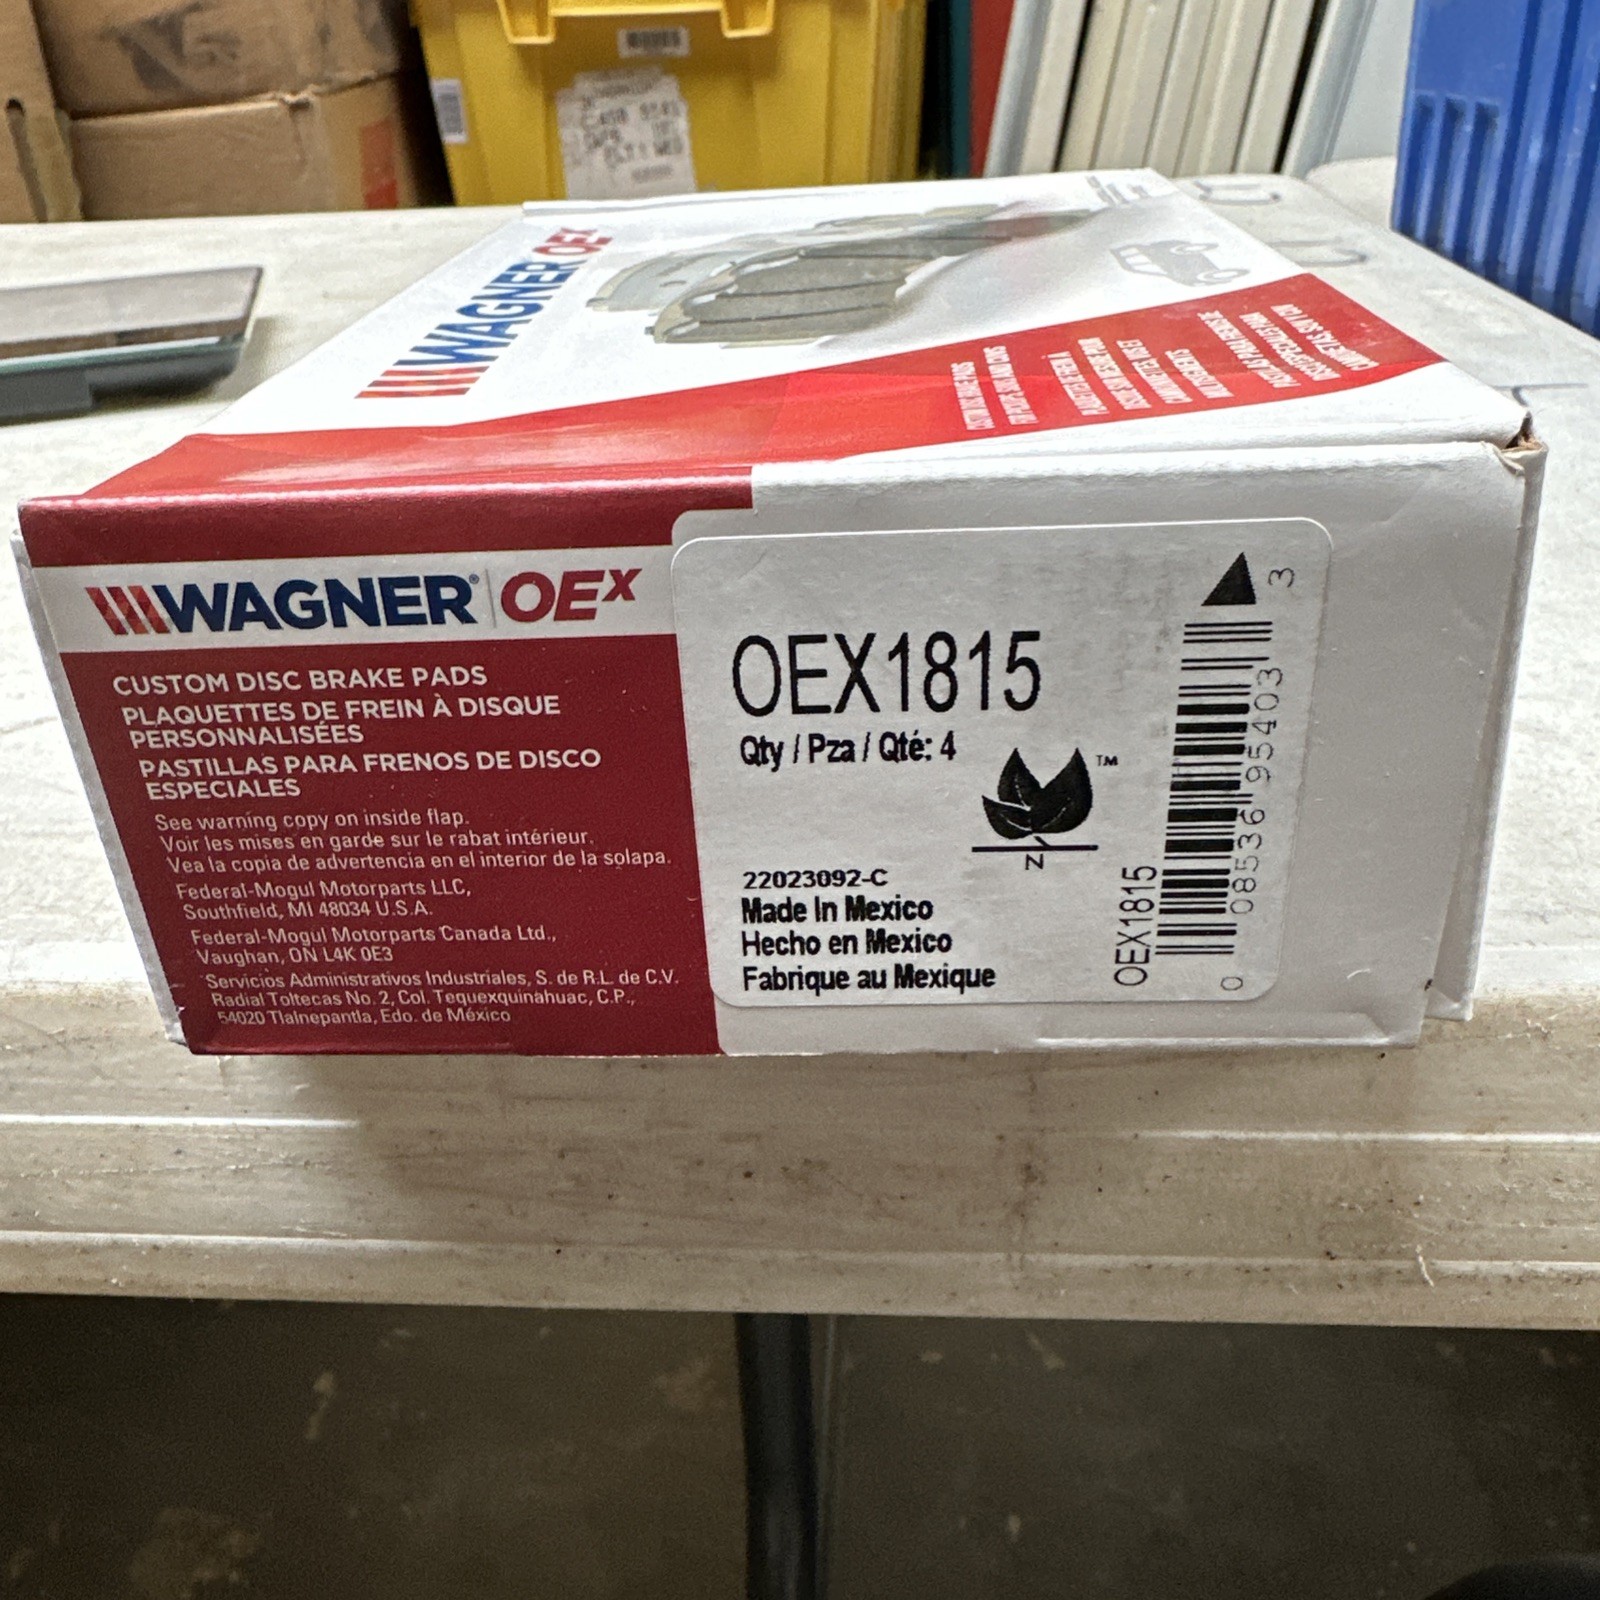 WAGNER OEX
WAGNER® OEX
CUSTOM DISC BRAKE PADS
PLAQUETTES DE FREIN À DISQUE
PERSONNALISÉES
PASTILLAS PARA FRENOS DE DISCO
ESPECIALES
See warning copy on inside flap.
Voir les mises en garde sur le rabat intérieur.
Vea la copia de advertencia en el interior de la solapa.
Federal-Mogul Motorparts LLC,
Southfield, MI 48034 U.S.A.
Federal-Mogul Motorparts Canada Ltd.,
Vaughan, ON L4K 0E3
Servicios Administrativos Industriales, S. de R.L. de C.V.
Radial Toltecas No. 2, Col. Tequexquináhuac, C.P.,
54020 Tlalnepantla, Edo. de México
OEX1815
Qty / Pza / Qté: 4
TM
N
22023092-C
Made In Mexico
Hecho en Mexico
Fabrique au Mexique
OEX1815
0 08536 95403 3